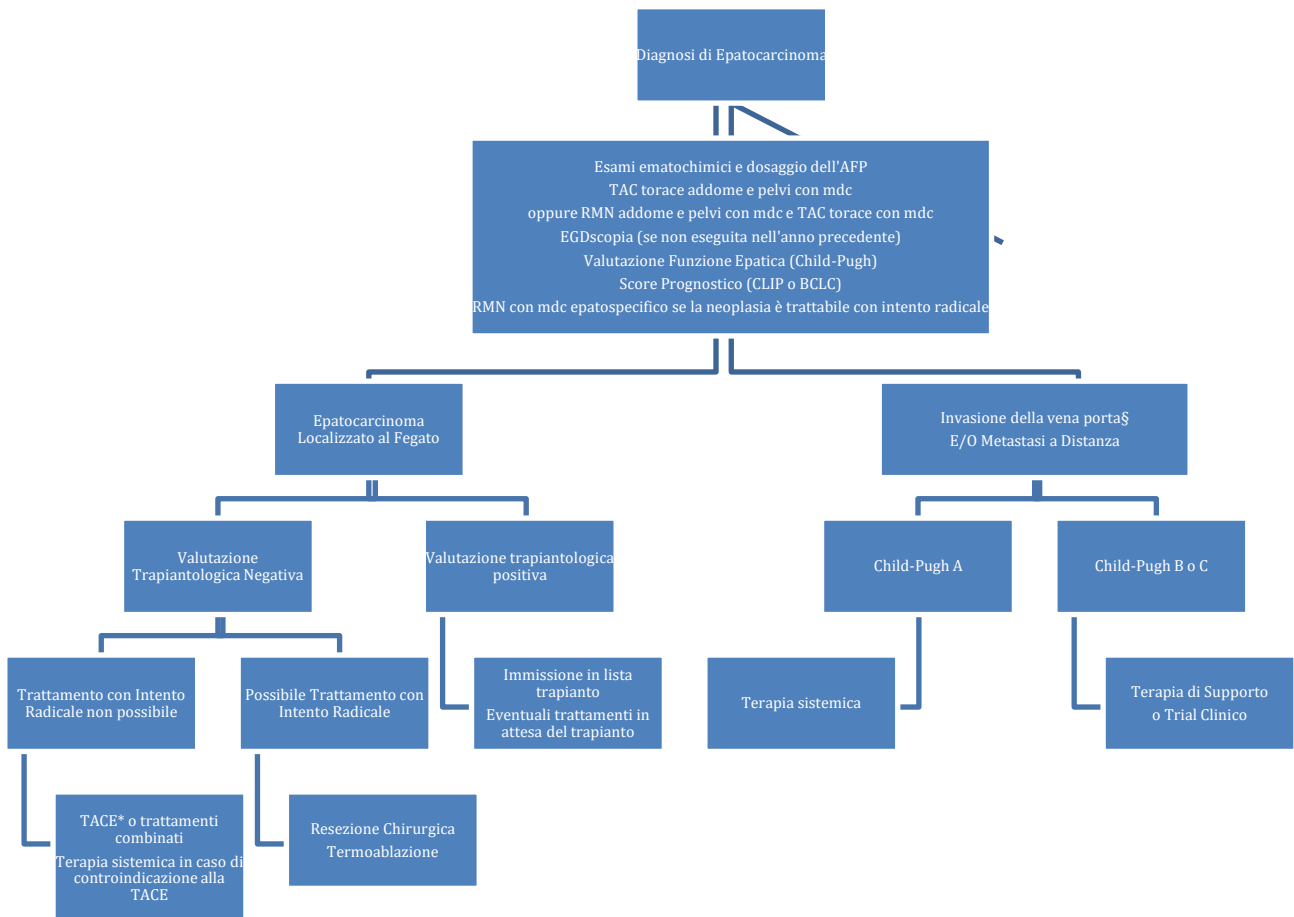 Diagnosi di Epatocarcinoma
Esami ematochimici e dosaggio dell'AFP
TAC torace addome e pelvi con mdc
oppure RMN addome e pelvi con mdc e TAC torace con mdc
EGDscopia (se non eseguita nell'anno precedente)
Valutazione Funzione Epatica (Child-Pugh)
Score Prognostico (CLIP o BCLC)
RMN con mdc epatospecifico se la neoplasia è trattabile con intento radicale
Epatocarcinoma
Localizzato al Fegato
Invasione della vena porta§
E/O Metastasi a Distanza
Valutazione
Trapiantologica Negativa
Valutazione trapiantologica
positiva
Child-Pugh A
Child-Pugh B o C
Trattamento con Intento
Radicale non possibile
Possibile Trattamento con
Intento Radicale
Immissione in lista
trapianto
Eventuali trattamenti in
attesa del trapianto
Terapia sistemica
Terapia di Supporto
o Trial Clinico
TACE* o trattamenti
combinati
Terapia sistemica in caso di
controindicazione alla
TACE
Resezione Chirurgica
Termoablazione